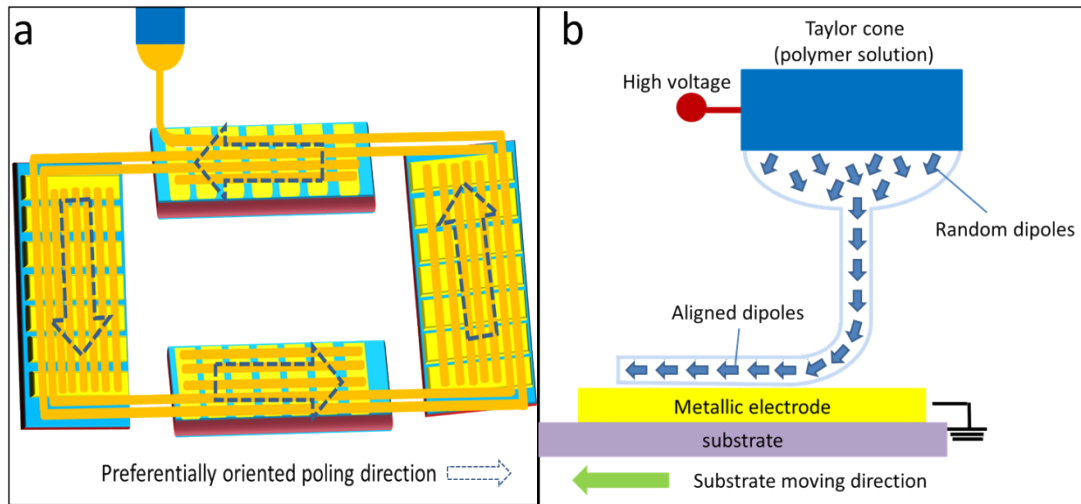 a
Preferentially oriented poling direction
b
Taylor cone
(polymer solution)
High voltage
Random dipoles
Aligned dipoles
Metallic electrode
substrate
Substrate moving direction